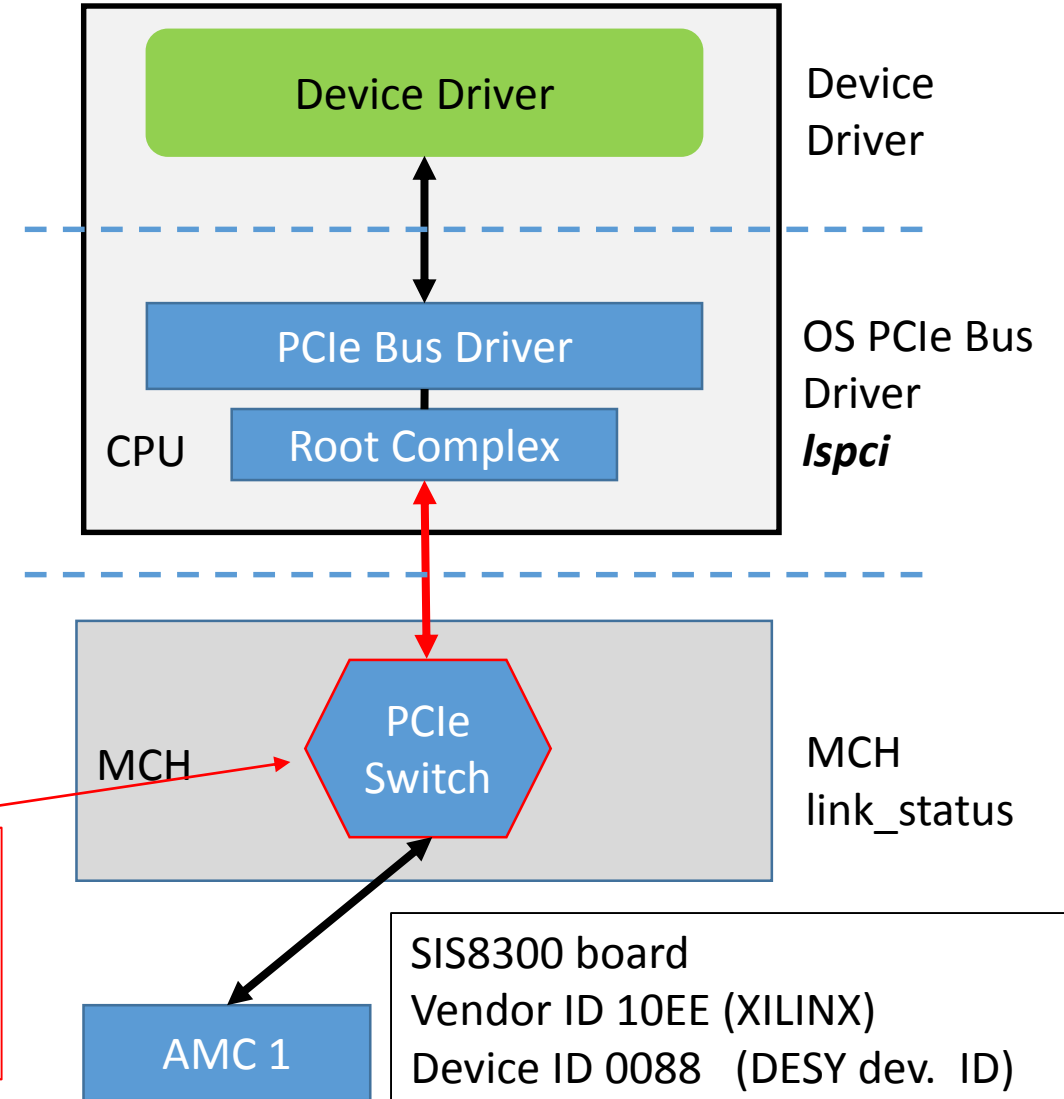 Device Driver
Device
Driver
PCIe Bus Driver
OS PCIe Bus
Driver
lspci
CPU
Root Complex
PCIe
Switch
MCH
MCH
link_status
SIS8300 board
Vendor ID 10EE (XILINX)
Device ID 0088 (DESY dev. ID)
AMC 1